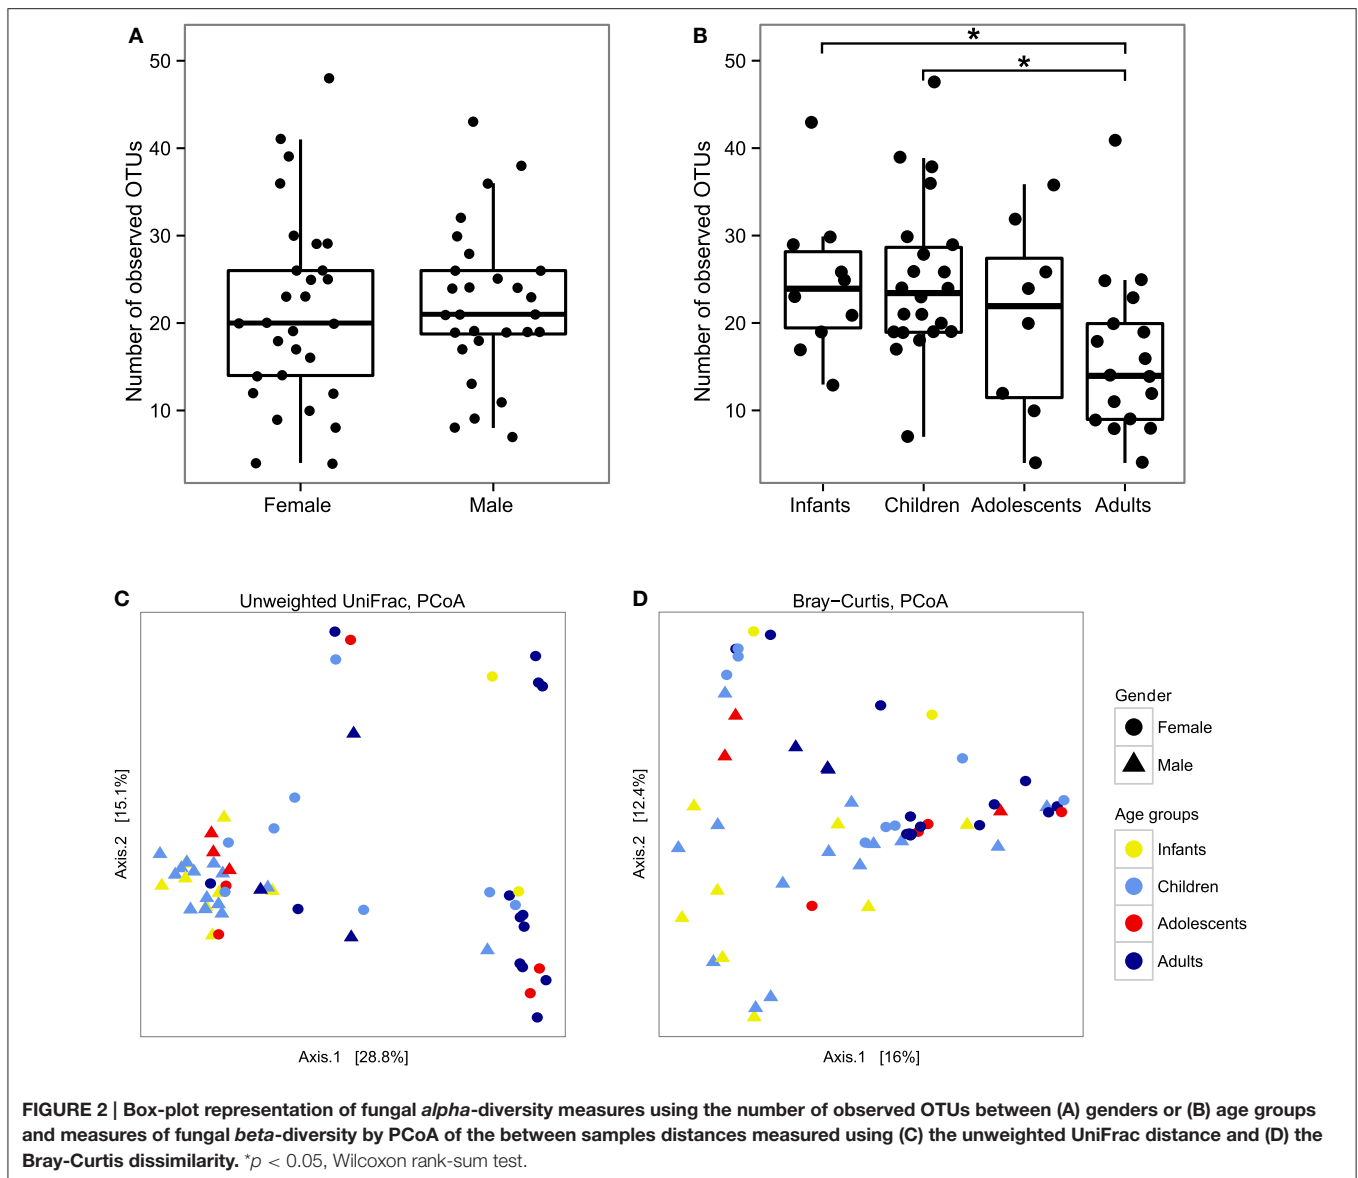 A
Number of observed OTUs
50
40
30
20
10
Female
Male
B
Number of observed OTUs
50
40
30
20
10
*
*
Infants
Children
Adolescents
Adults
C
Unweighted UniFrac, PCoA
Axis.2 [15.1%]
Axis.1 [28.8%]
D
Bray−Curtis, PCoA
Axis.2 [12.4%]
Axis.1 [16%]
Gender
Female
Male
Age groups
Infants
Children
Adolescents
Adults
FIGURE 2 | Box-plot representation of fungal alpha-diversity measures using the number of observed OTUs between (A) genders or (B) age groups
and measures of fungal beta-diversity by PCoA of the between samples distances measured using (C) the unweighted UniFrac distance and (D) the
Bray-Curtis dissimilarity. *p < 0.05, Wilcoxon rank-sum test.